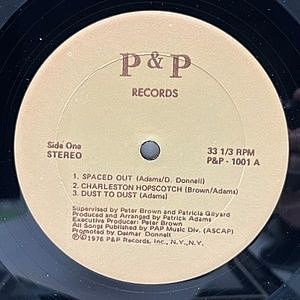 P & P
RECORDS
Side One
STEREO
33 1/3 RPM
P&P - 1001 A
1. SPACED OUT (Adams/D. Donnell)
2. CHARLESTON HOPSCOTCH (Brown/Adams)
3. DUST TO DUST (Adams)
Supervised by Peter Brown and Patricia Gilyard
Produced and Arranged by Patrick Adams
Executive Producer: Peter Brown
All Songs Published by PAP Music Div. (ASCAP)
Promoted by Delmar Donnell
©1976 P&P Records, Inc., N.Y., N.Y.